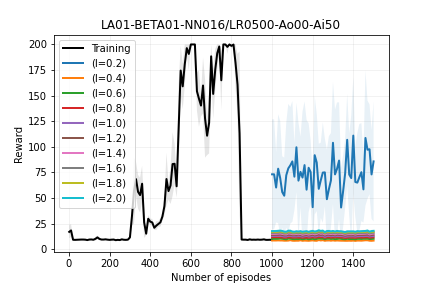 LA01-BETA01-NN016/LR0500-Ao00-Ai50
200
175
150
125
100
75
50
25
0
Reward
Training
(l=0.2)
(l=0.4)
(l=0.6)
(l=0.8)
(l=1.0)
(l=1.2)
(l=1.4)
(l=1.6)
(l=1.8)
(l=2.0)
0 200 400 600 800 1000 1200 1400
Number of episodes